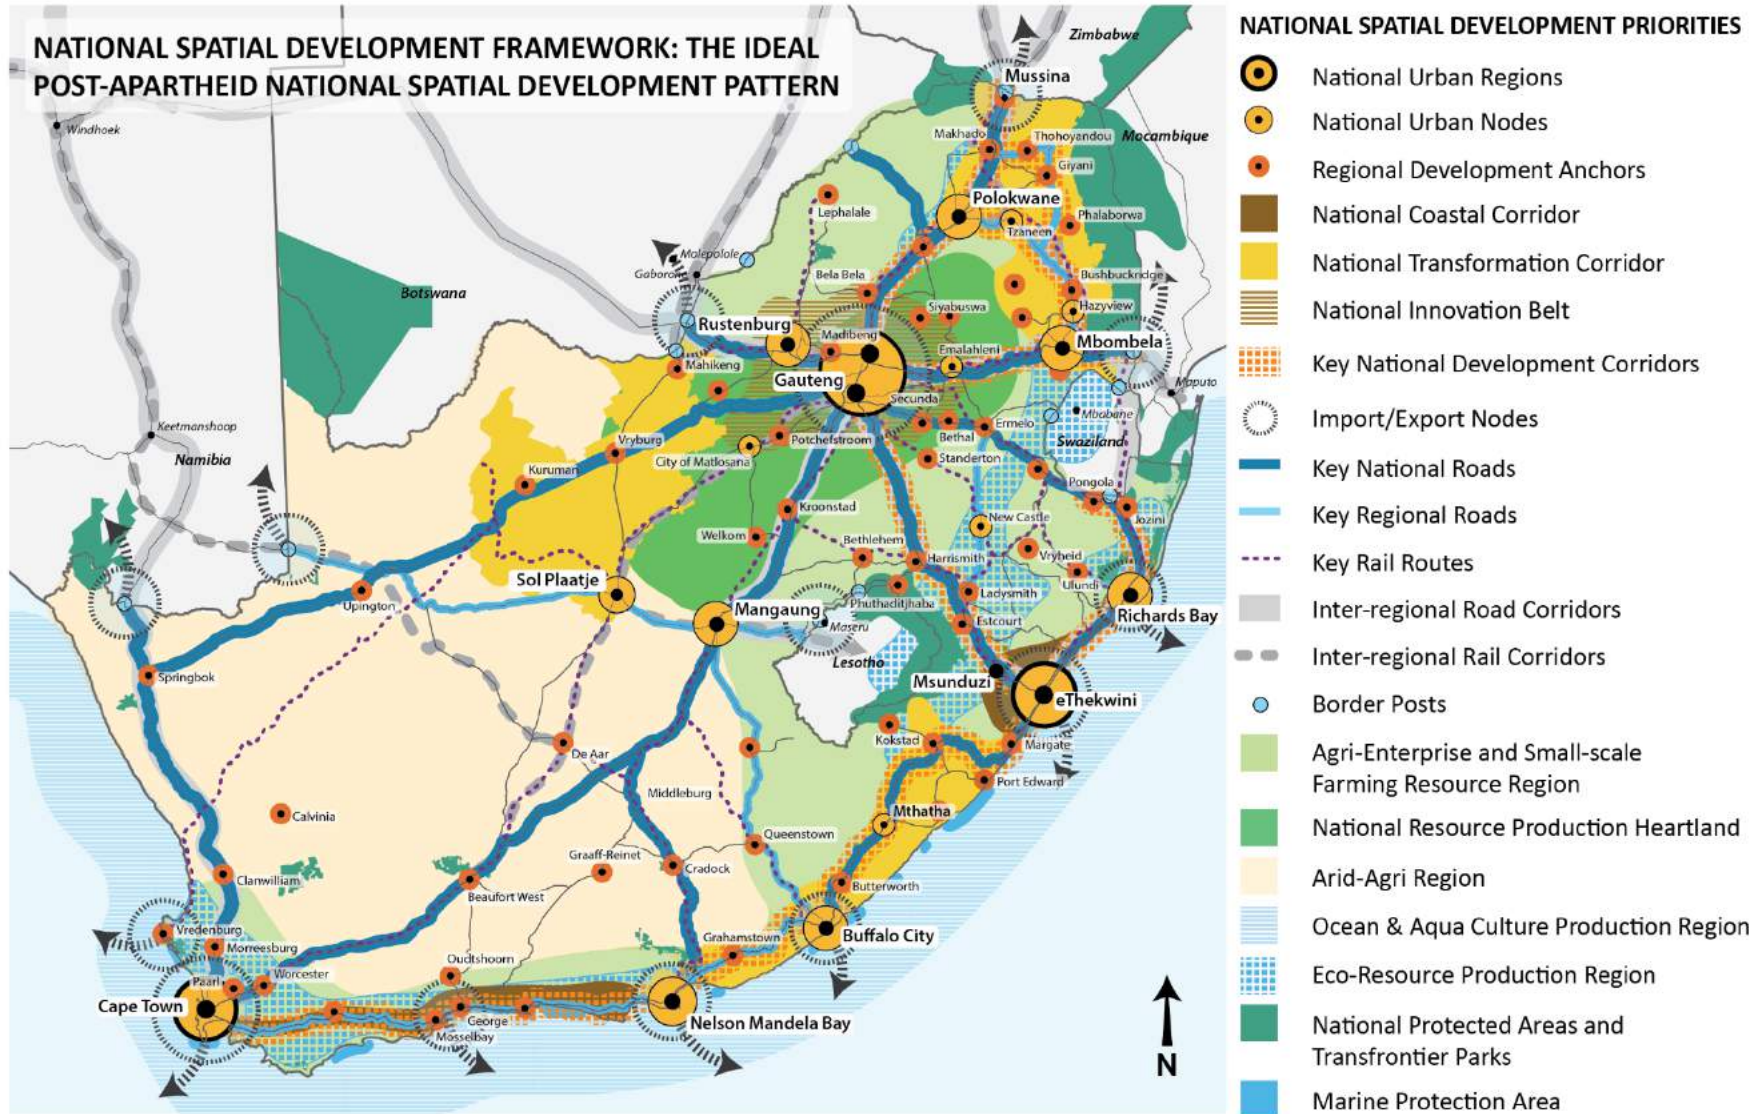 NATIONAL SPATIAL DEVELOPMENT FRAMEWORK: THE IDEAL
POST-APARTHEID NATIONAL SPATIAL DEVELOPMENT PATTERN
Zimbabwe
Mussina
Windhoek
Makhado
Thohoyandou
Mocambique
Giyani
Polokwane
Lephalale
Tzaneen
Phalaborwa
Molepolole
Gaborone
Bela Bela
Bushbuckridge
Botswana
Siyabuswa
Hazyview
Rustenburg
Madibeng
Mbombela
Emalahleni
Mahikeng
Gauteng
Maputo
Secunda
Mbabane
Keetmanshoop
Ermelo
Bethal
Swaziland
Vryburg
Potchefstroom
Namibia
City of Matlosana
Standerton
Kuruman
Pongola
Kroonstad
New Castle
Jozini
Welkom
Bethlehem
Harrismith
Vryheid
Sol Plaatje
Ulundi
Upington
Mangaung
Phuthaditjhaba
Ladysmith
Richards Bay
Maseru
Estcourt
Lesotho
Springbok
Msunduzi
eThekwini
Kokstad
Margate
De Aar
Port Edward
Middleburg
Calvinia
Mthatha
Queenstown
Graaff-Reinet
Cradock
Clanwilliam
Beaufort West
Butterworth
Vredenburg
Buffalo City
Grahamstown
Morreesburg
Oudtshoorn
Worcester
Paarl
Cape Town
George
Nelson Mandela Bay
Mosselbay
N
NATIONAL SPATIAL DEVELOPMENT PRIORITIES
National Urban Regions
National Urban Nodes
Regional Development Anchors
National Coastal Corridor
National Transformation Corridor
National Innovation Belt
Key National Development Corridors
Import/Export Nodes
Key National Roads
Key Regional Roads
Key Rail Routes
Inter-regional Road Corridors
Inter-regional Rail Corridors
Border Posts
Agri-Enterprise and Small-scale
Farming Resource Region
National Resource Production Heartland
Arid-Agri Region
Ocean & Aqua Culture Production Region
Eco-Resource Production Region
National Protected Areas and
Transfrontier Parks
Marine Protection Area